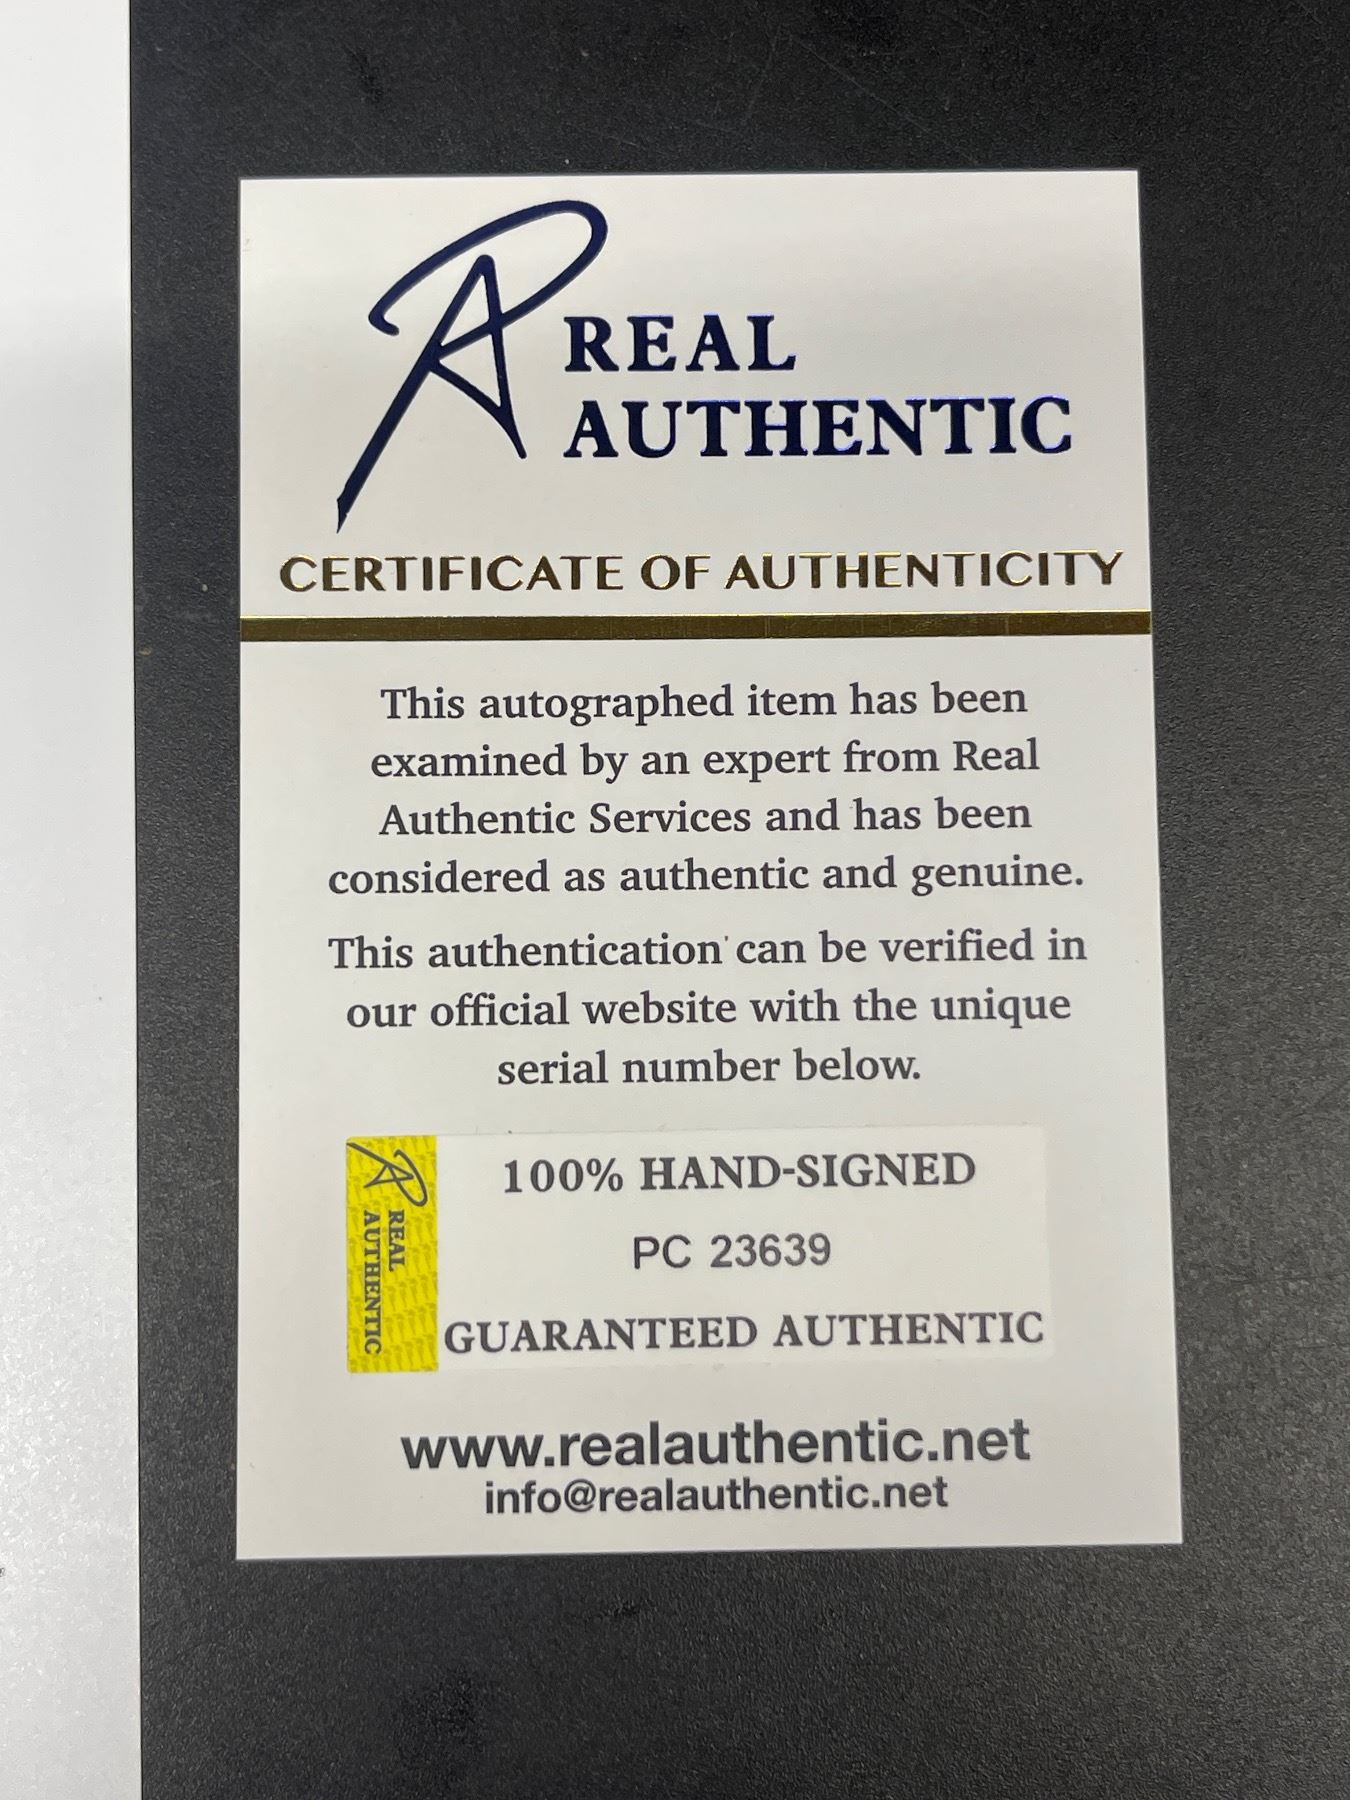 REAL
AUTHENTIC
CERTIFICATE OF AUTHENTICITY
This autographed item has been
examined by an expert from Real
Authentic Services and has been
considered as authentic and genuine.
This authentication can be verified in
our official website with the unique
serial number below.
REAL
AUTHENTIC
100% HAND-SIGNED
PC 23639
GUARANTEED AUTHENTIC
www.realauthentic.net
info@realauthentic.net